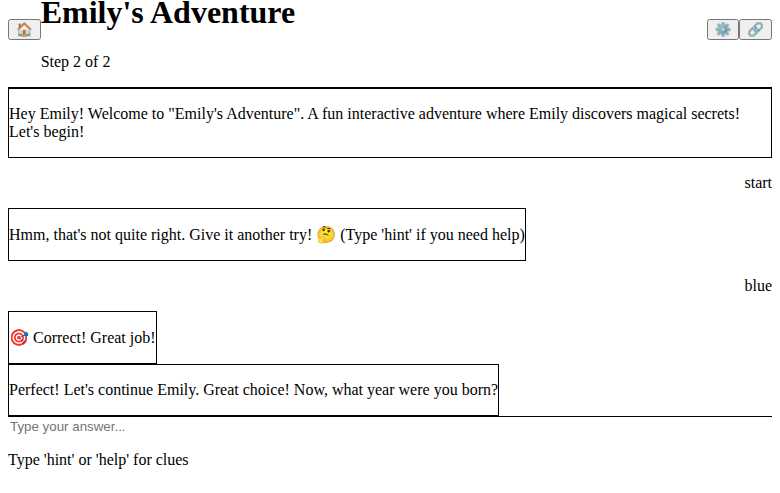 Emily's Adventure
Step 2 of 2
Hey Emily! Welcome to "Emily's Adventure". A fun interactive adventure where Emily discovers magical secrets!
Let's begin!
start
Hmm, that's not quite right. Give it another try! 🤔 (Type 'hint' if you need help)
blue
🎯 Correct! Great job!
Perfect! Let's continue Emily. Great choice! Now, what year were you born?
Type your answer...
Type 'hint' or 'help' for clues